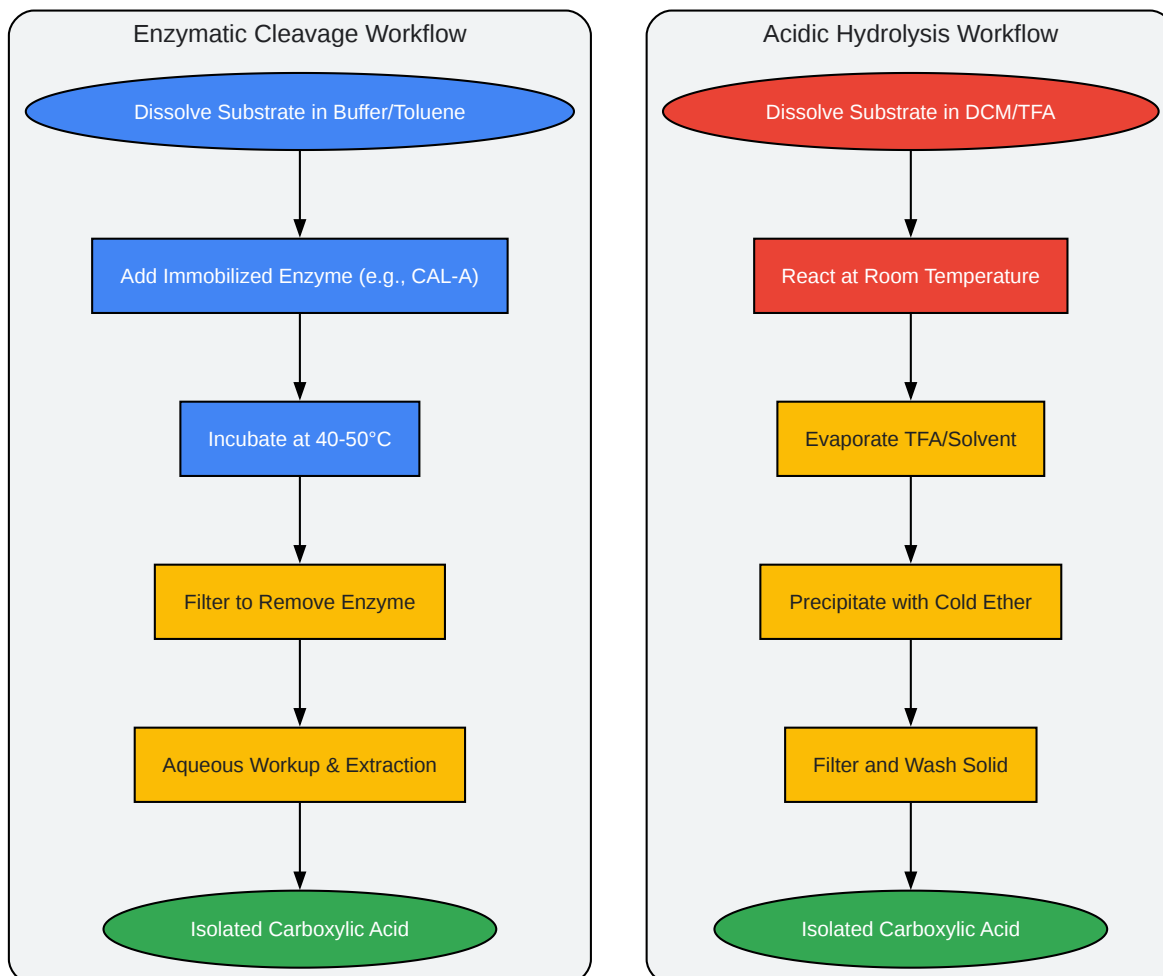 Enzymatic Cleavage Workflow
Dissolve Substrate in Buffer/Toluene
Add Immobilized Enzyme (e.g., CAL-A)
Incubate at 40-50°C
Filter to Remove Enzyme
Aqueous Workup & Extraction
Isolated Carboxylic Acid
Acidic Hydrolysis Workflow
Dissolve Substrate in DCM/TFA
React at Room Temperature
Evaporate TFA/Solvent
Precipitate with Cold Ether
Filter and Wash Solid
Isolated Carboxylic Acid